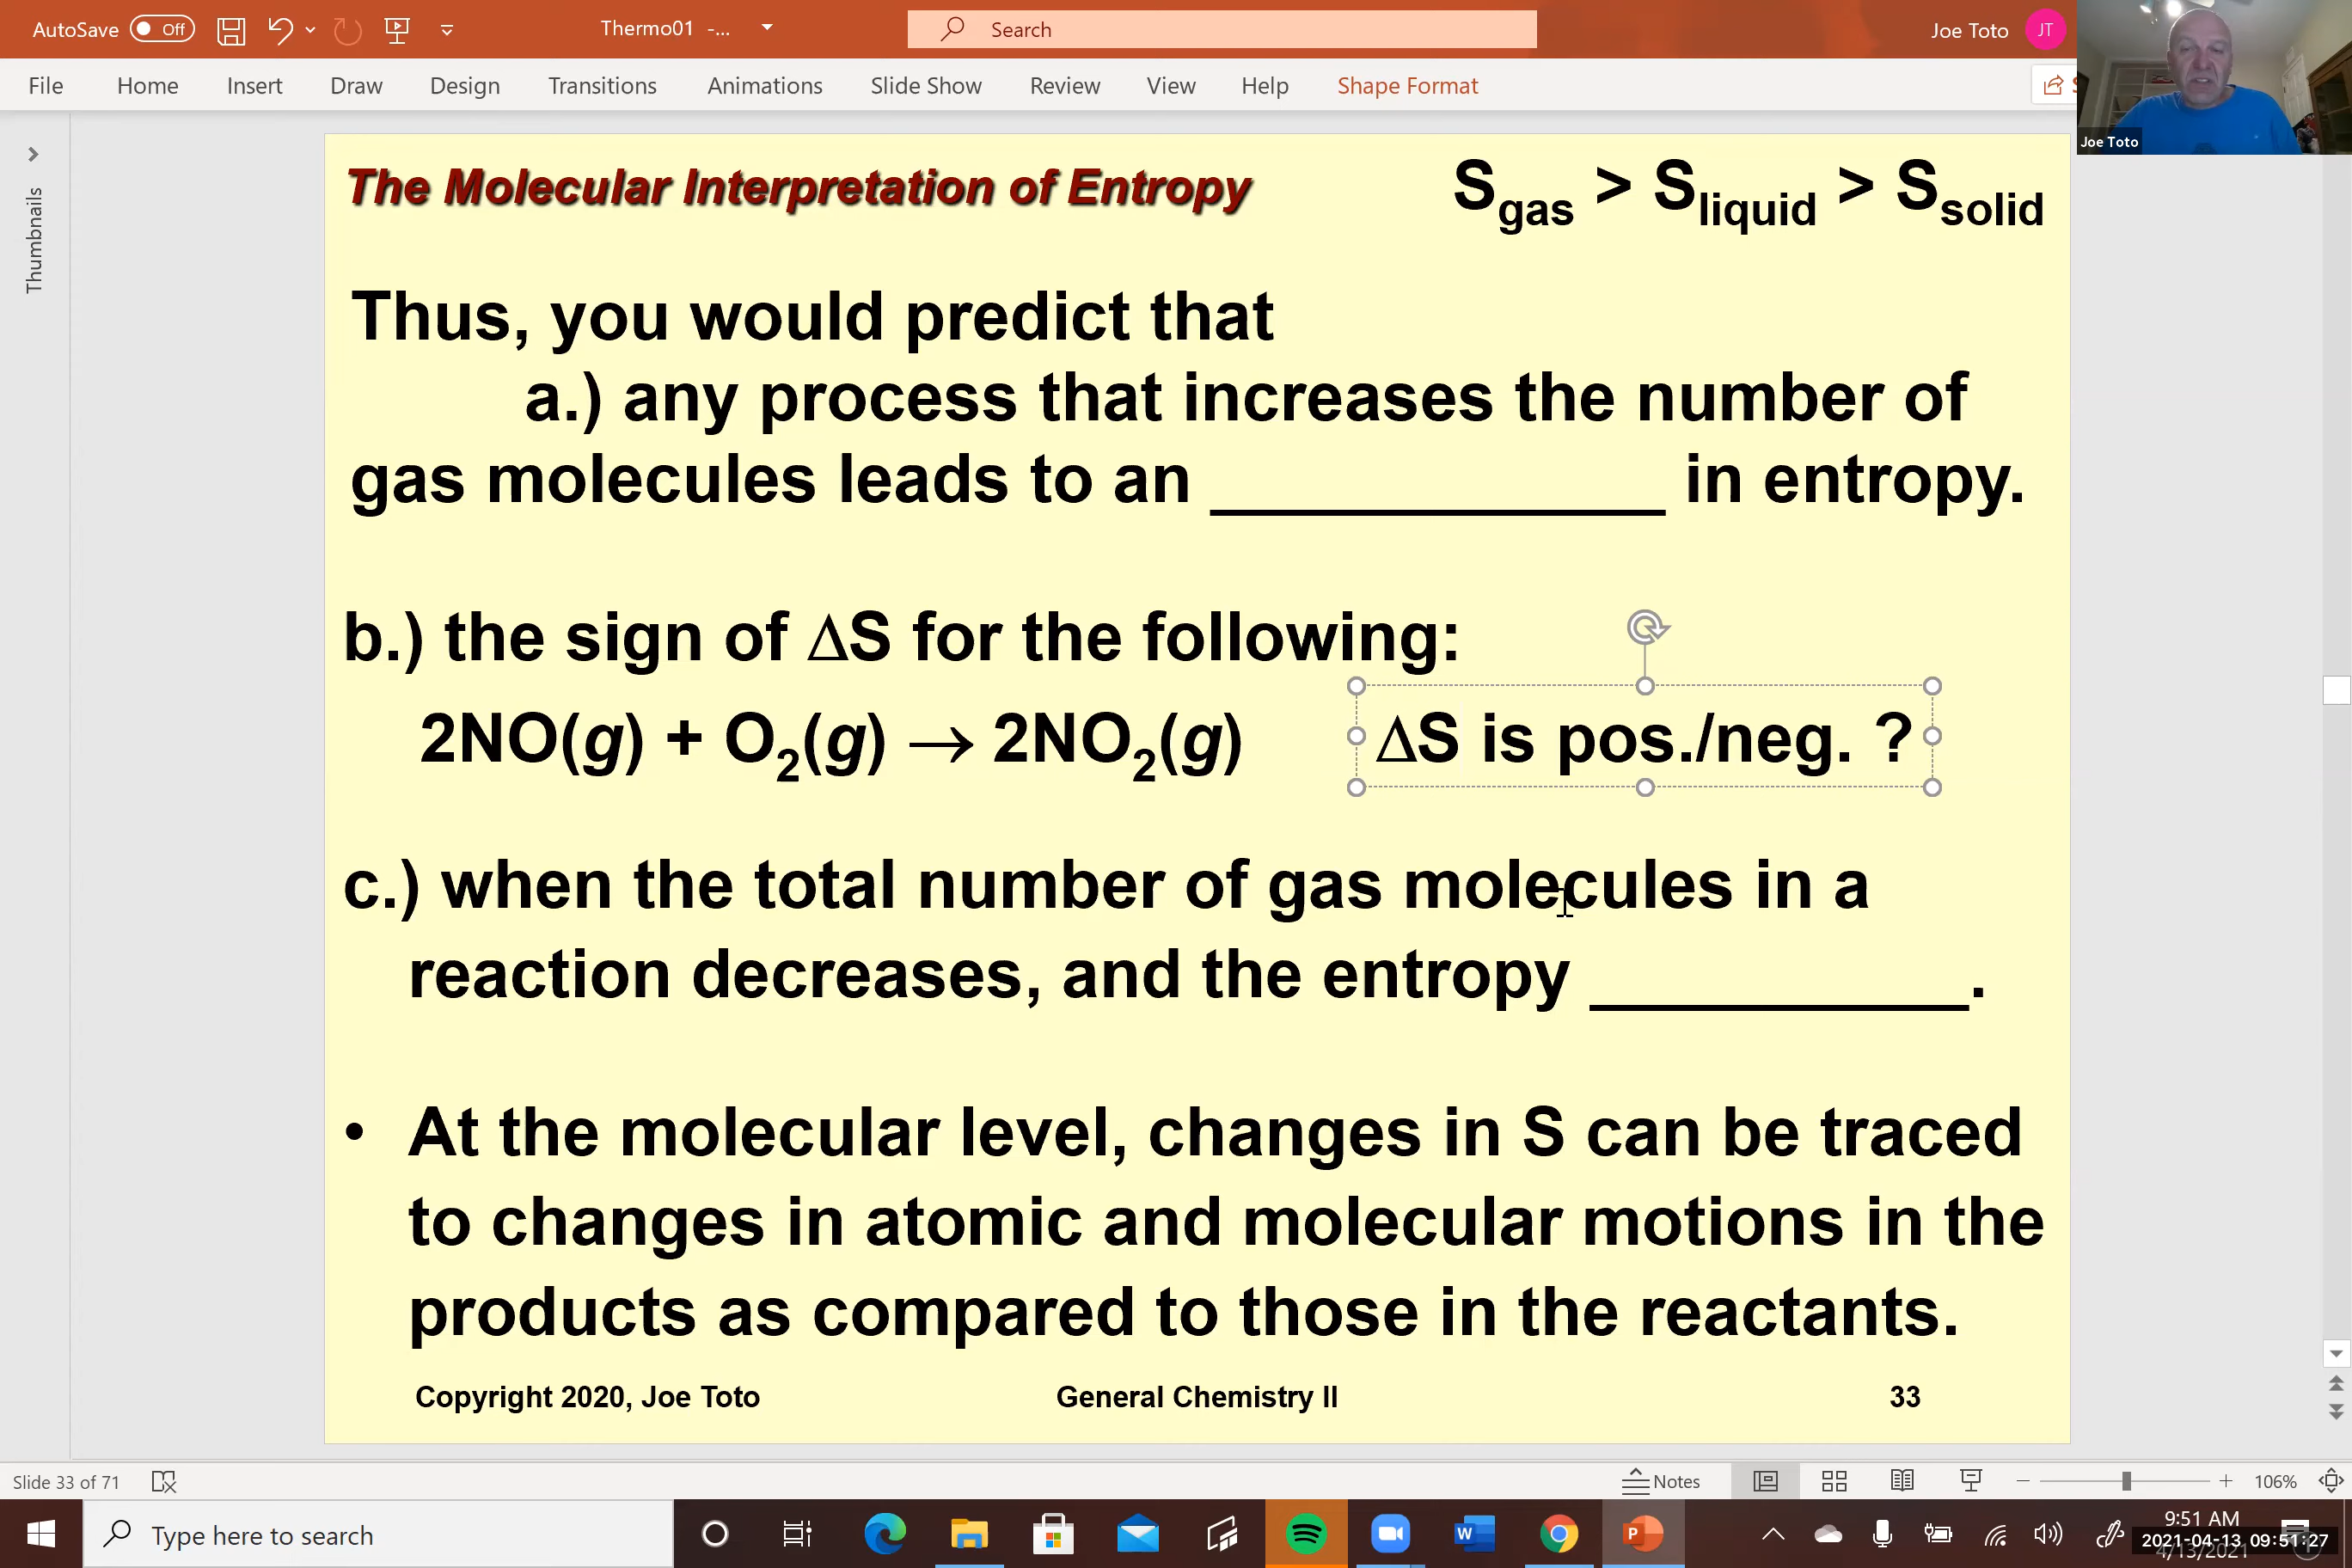 AutoSave Off Thermo01 -... Search Joe Toto JT
File Home Insert Draw Design Transitions Animations Slide Show Review View Help Shape Format
Joe Toto
Thumbnails
The Molecular Interpretation of Entropy
Sgas > Sliquid > Ssolid
Thus, you would predict that
a.) any process that increases the number of
gas molecules leads to an ______________ in entropy.
b.) the sign of ΔS for the following:
2NO(g) + O₂(g) → 2NO₂(g) ΔS is pos./neg. ?
c.) when the total number of gas molecules in a
reaction decreases, and the entropy ____________.
• At the molecular level, changes in S can be traced
to changes in atomic and molecular motions in the
products as compared to those in the reactants.
Copyright 2020, Joe Toto General Chemistry II 33
Slide 33 of 71 Notes 106%
Type here to search
9:51 AM
2021-04-13 09:51:27
4/13/2021